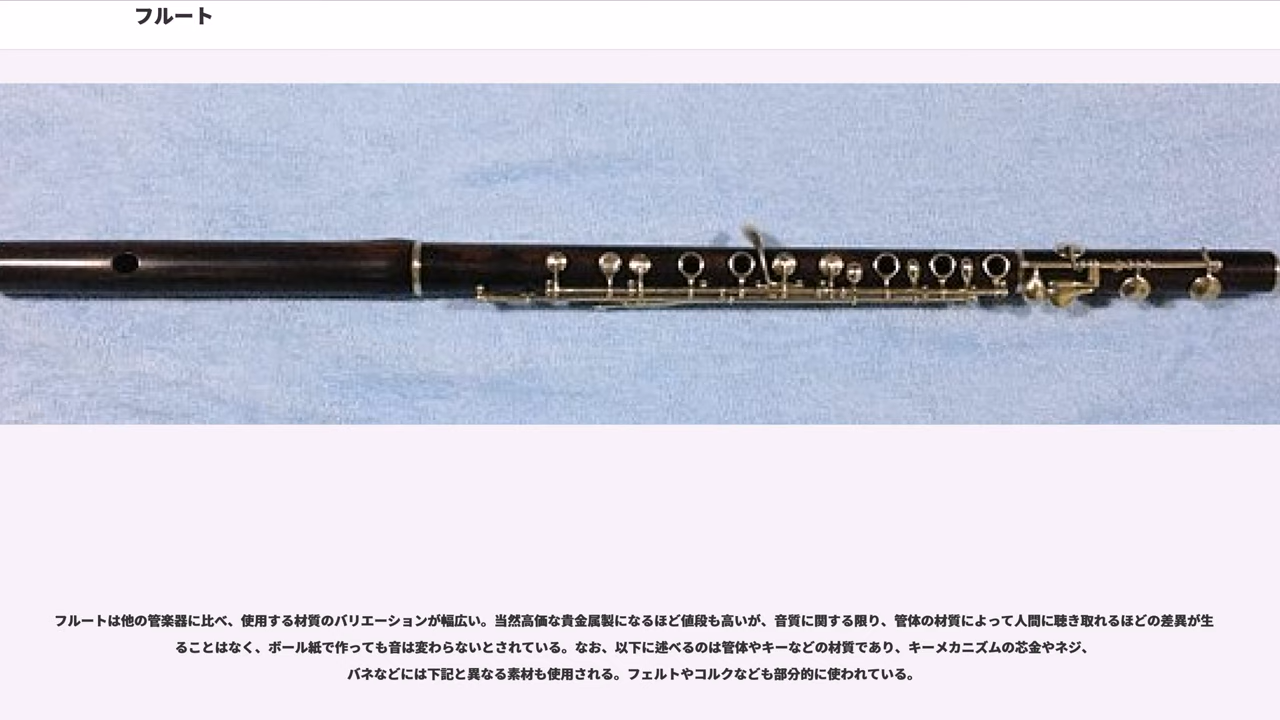 フルート
フルートは他の管楽器に比べ、使用する材質のバリエーションが幅広い。当然高価な貴金属製になるほど値段も高いが、音質に関する限り、管体の材質によって人間に聴き取れるほどの差異が生
ることはなく、ボール紙で作っても音は変わらないとされている。なお、以下に述べるのは管体やキーなどの材質であり、キーメカニズムの芯金やネジ、
バネなどには下記と異なる素材も使用される。フェルトやコルクなども部分的に使われている。